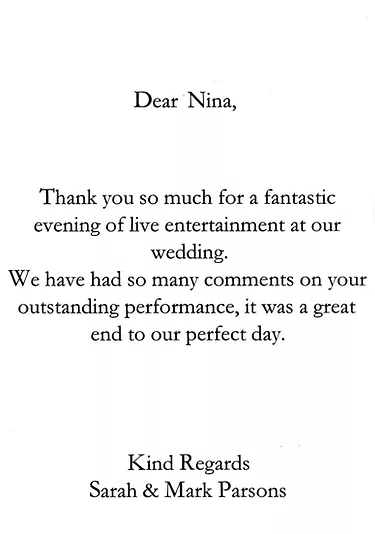 Dear Nina,
Thank you so much for a fantastic
evening of live entertainment at our
wedding.
We have had so many comments on your
outstanding performance, it was a great
end to our perfect day.
Kind Regards
Sarah & Mark Parsons